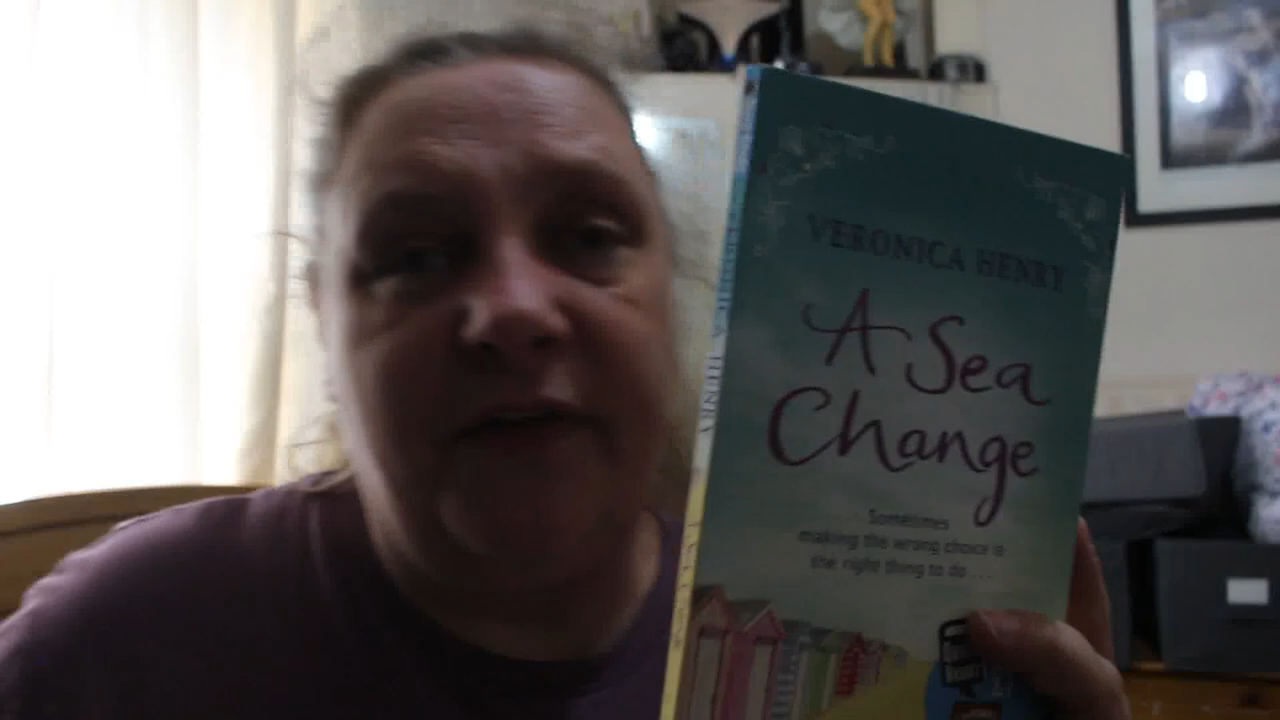 VERONICA HENRY
A Sea
Change
Sometimes
making the wrong choice is
the right thing to do ...